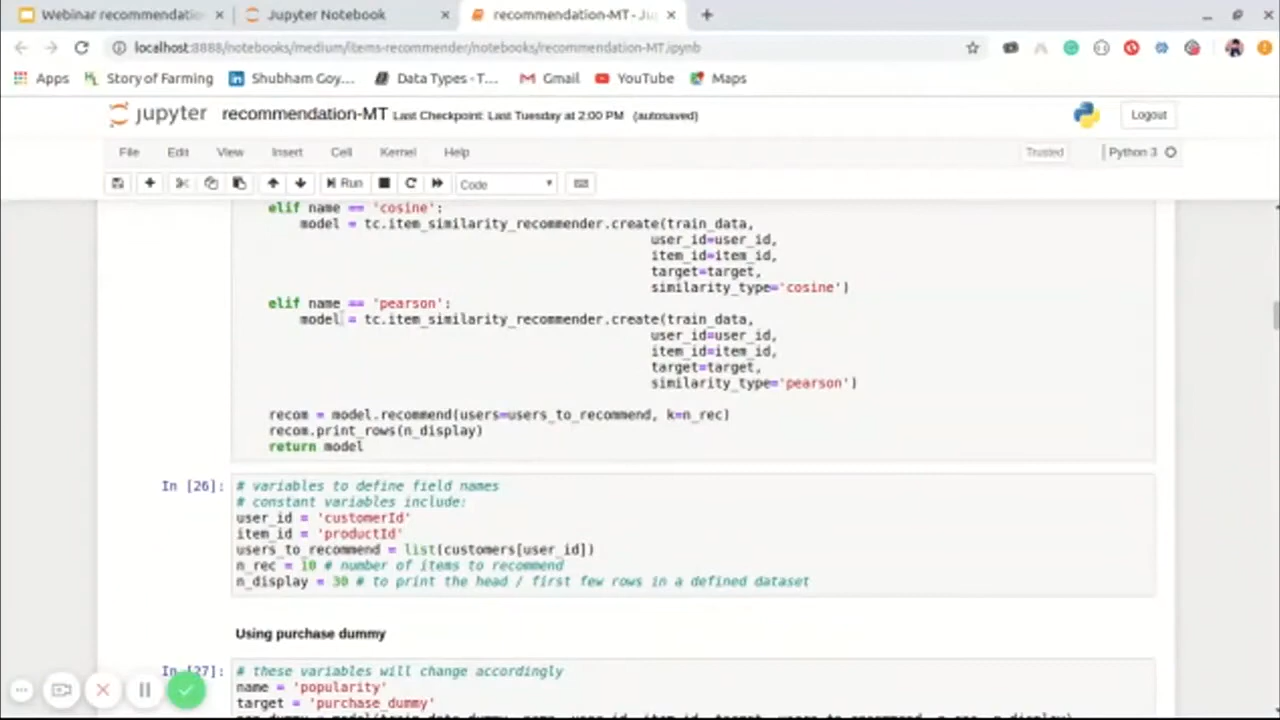 Webinar recommendatio
Jupyter Notebook
recommendation-MT - Ju
localhost:8888/notebooks/medium/items-recommender/notebooks/recommendation-MT.ipynb
Apps
Story of Farming
Shubham Goy...
Data Types - T...
Gmail
YouTube
Maps
jupyter
recommendation-MT Last Checkpoint: Last Tuesday at 2:00 PM (autosaved)
Logout
File Edit View Insert Cell Kernel Help
Trusted
Python 3
Run
Code
elif name == 'cosine':
model = tc.item_similarity_recommender.create(train_data,
user_id=user_id,
item_id=item_id,
target=target,
similarity_type='cosine')
elif name == 'pearson':
model = tc.item_similarity_recommender.create(train_data,
user_id=user_id,
item_id=item_id,
target=target,
similarity_type='pearson')
recom = model.recommend(users=users_to_recommend, k=n_rec)
recom.print_rows(n_display)
return model
In [26]:
# variables to define field names
# constant variables include:
user_id = 'customerId'
item_id = 'productId'
users_to_recommend = list(customers[user_id])
n_rec = 10 # number of items to recommend
n_display = 30 # to print the head / first few rows in a defined dataset
Using purchase dummy
In [27]:
# these variables will change accordingly
name = 'popularity'
target = 'purchase_dummy'